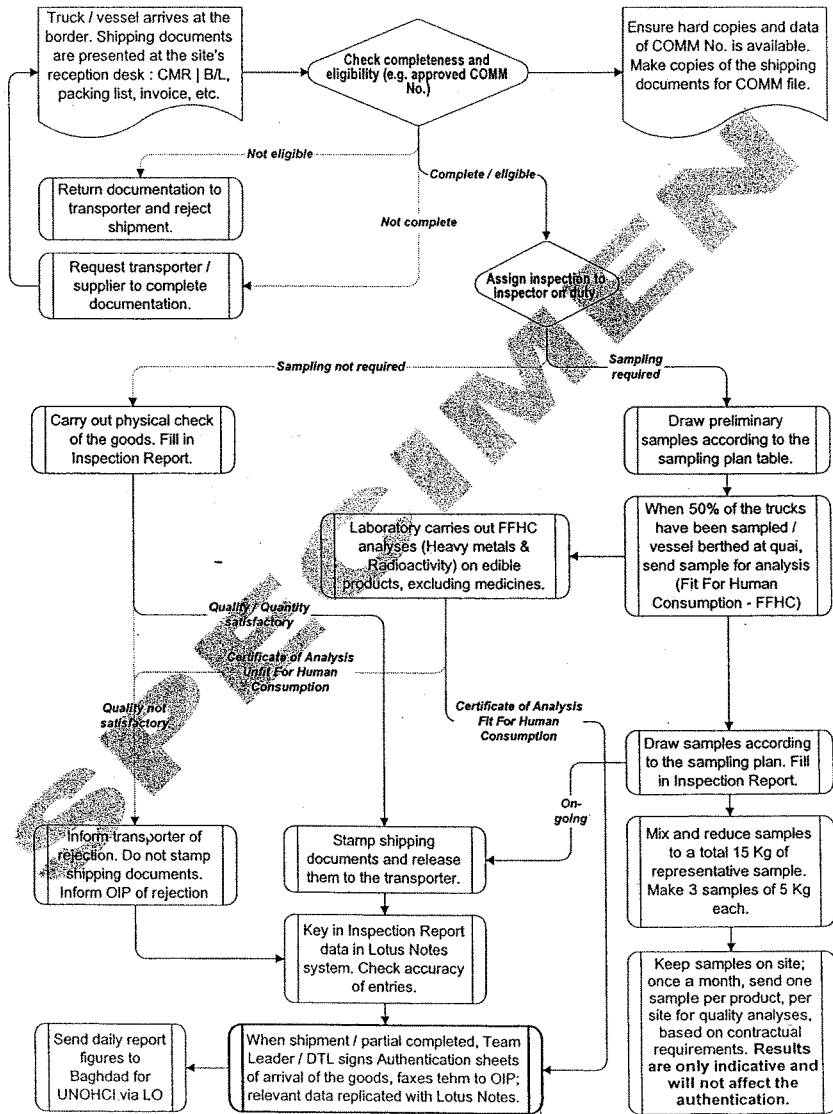 Truck / vessel arrives at the
border. Shipping documents
are presented at the site's
reception desk : CMR | B/L,
packing list, invoice, etc.
Check completeness and
eligibility (e.g. approved COMM
No.)
Ensure hard copies and data
of COMM No. is available.
Make copies of the shipping
documents for COMM file.
Not eligible
Return documentation to
transporter and reject
shipment.
Complete / eligible
Not complete
Request transporter /
supplier to complete
documentation.
Assign inspection to
inspector on duty.
Sampling not required
Sampling
required
Carry out physical check
of the goods. Fill in
Inspection Report.
Draw preliminary
samples according to the
sampling plan table.
Laboratory carries out FFHC
analyses (Heavy metals &
Radioactivity) on edible
products, excluding medicines.
When 50% of the trucks
have been sampled /
vessel berthed at quai,
send sample for analysis
(Fit For Human
Consumption - FFHC)
Quality / Quantity
satisfactory
Certificate of Analysis
Unfit For Human
Consumption
Quality not
satisfactory
Certificate of Analysis
Fit For Human
Consumption
Draw samples according
to the sampling plan. Fill
in Inspection Report.
On-
going
Inform transporter of
rejection. Do not stamp
shipping documents.
Inform OIP of rejection
Stamp shipping
documents and release
them to the transporter.
Mix and reduce samples
to a total 15 Kg of
representative sample.
Make 3 samples of 5 Kg
each.
Key in Inspection Report
data in Lotus Notes
system. Check accuracy
of entries.
Keep samples on site;
once a month, send one
sample per product, per
site for quality analyses,
based on contractual
requirements. Results
are only indicative and
will not affect the
authentication.
Send daily report
figures to
Baghdad for
UNOHCI via LO
When shipment / partial completed, Team
Leader / DTL signs Authentication sheets
of arrival of the goods, faxes tehm to OIP;
relevant data replicated with Lotus Notes.
SPECIMEN